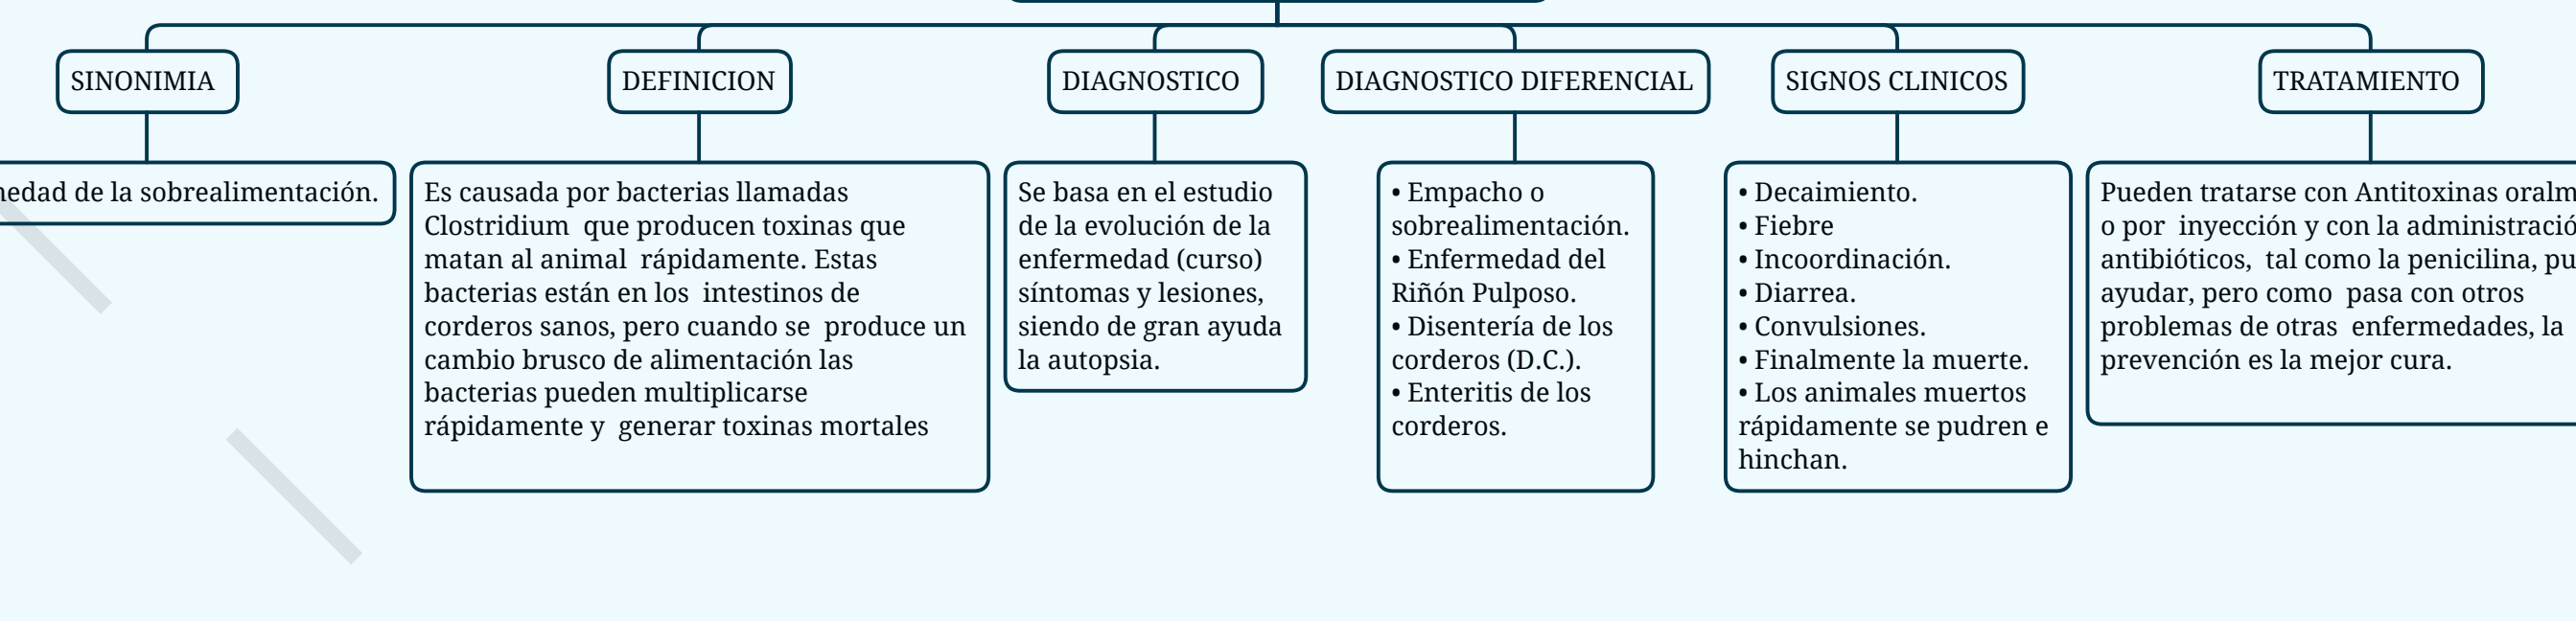 SINONIMIA
de la sobrealimentación.
DEFINICION
Es causada por bacterias llamadas
Clostridium  que producen toxinas que
matan al animal  rápidamente. Estas
bacterias están en los  intestinos de
corderos sanos, pero cuando se  produce un
cambio brusco de alimentación las
bacterias pueden multiplicarse
rápidamente y  generar toxinas mortales
DIAGNOSTICO
Se basa en el estudio
de la evolución de la
enfermedad (curso)
síntomas y lesiones,
siendo de gran ayuda
la autopsia.
DIAGNOSTICO DIFERENCIAL
• Empacho o
sobrealimentación.
• Enfermedad del
Riñón Pulposo.
• Disentería de los
corderos (D.C.).
• Enteritis de los
corderos.
SIGNOS CLINICOS
• Decaimiento.
• Fiebre
• Incoordinación.
• Diarrea.
• Convulsiones.
• Finalmente la muerte.
• Los animales muertos
rápidamente se pudren e
hinchan.
TRATAMIENTO
Pueden tratarse con Antitoxinas
o por  inyección y con la
antibióticos,  tal como la penicilina,
ayudar, pero como  pasa con otros
problemas de otras  enfermedades, la
prevención es la mejor cura.